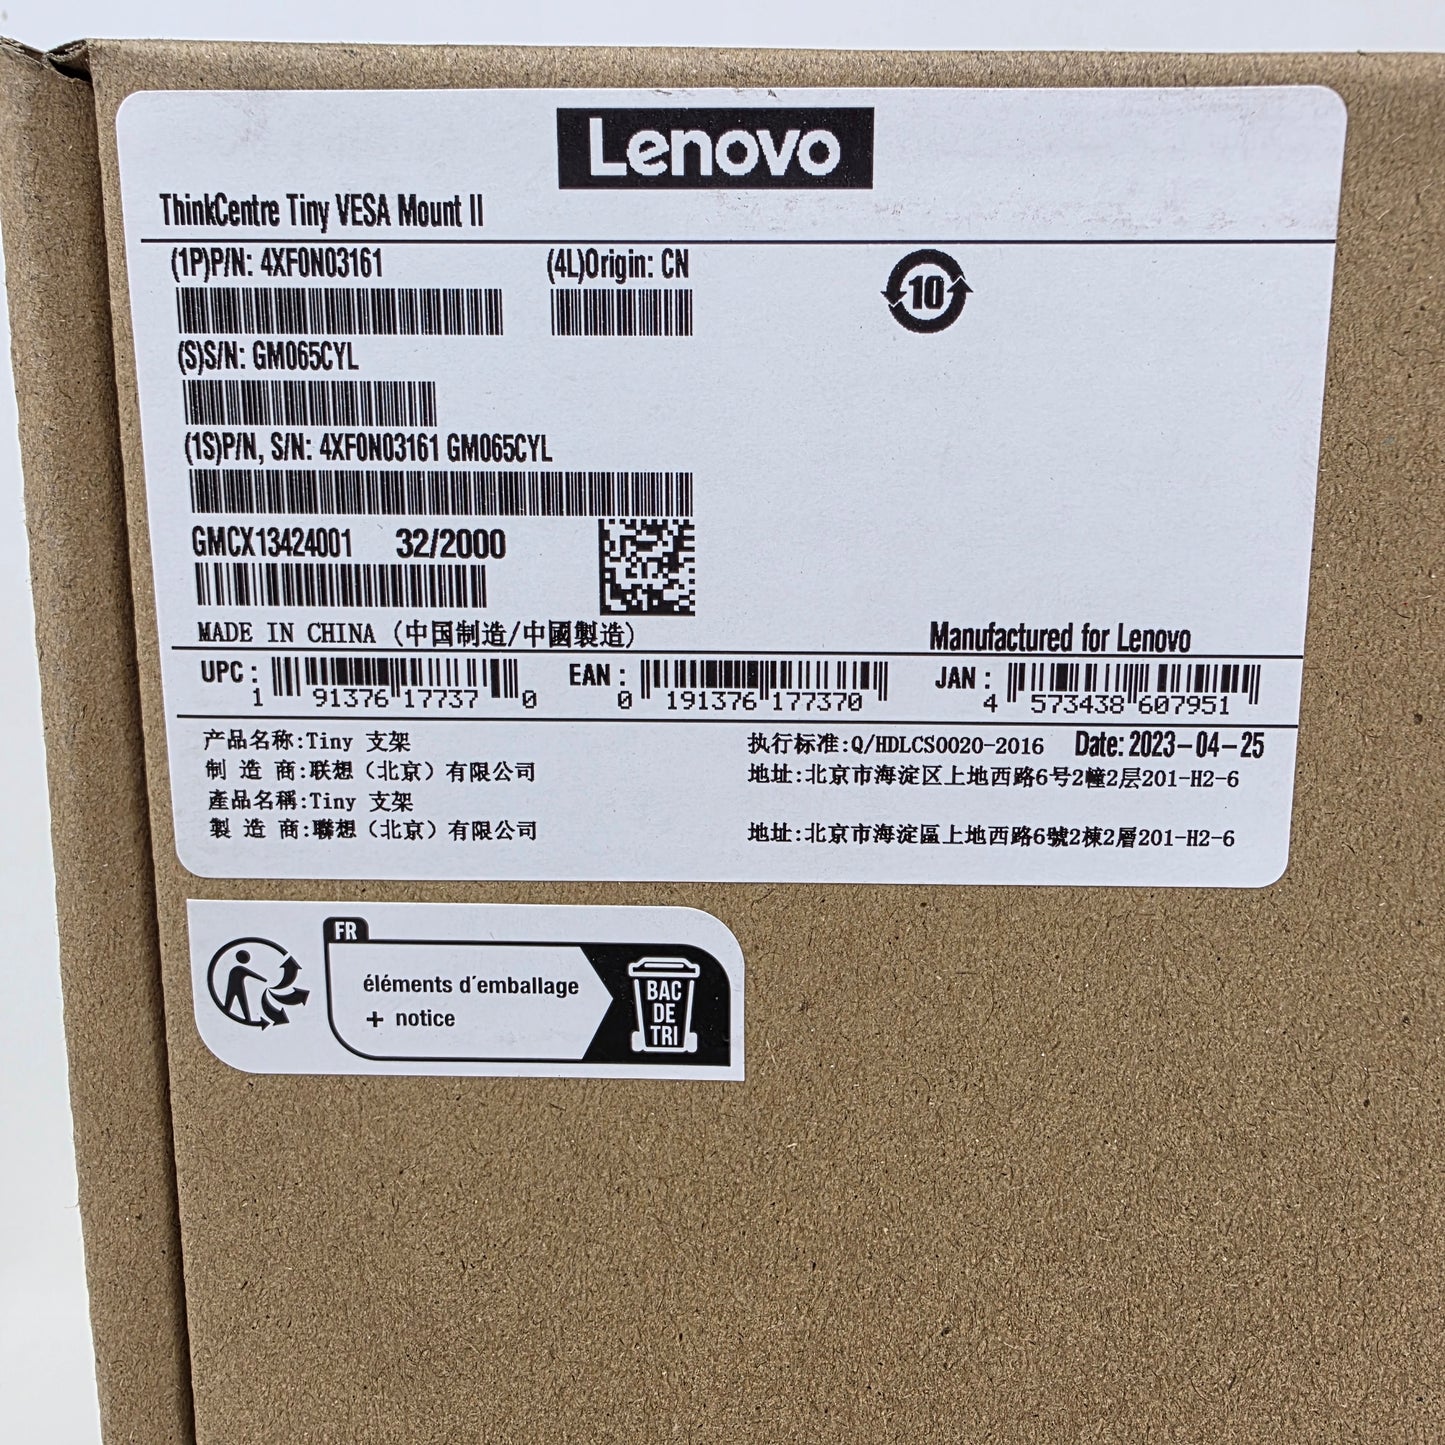 Lenovo
ThinkCentre Tiny VESA Mount II
(1P)P/N: 4XF0N03161 (4L)Origin: CN
10
(S)S/N: GM065CYL
(1S)P/N, S/N: 4XF0N03161 GM065CYL
GMCX13424001 32/2000
MADE IN CHINA (中国制造/中國製造) Manufactured for Lenovo
UPC: 1 91376 17737 0 EAN: 0 191376 177370 JAN: 4 573438 607951
产品名称:Tiny 支架 执行标准:Q/HDLCS0020-2016 Date: 2023-04-25
制 造 商:联想（北京）有限公司 地址:北京市海淀区上地西路6号2幢2层201-H2-6
產品名稱:Tiny 支架
製 造 商:聯想（北京）有限公司 地址:北京市海淀區上地西路6號2棟2層201-H2-6
FR
éléments d´emballage
+ notice
BAC
DE
TRI